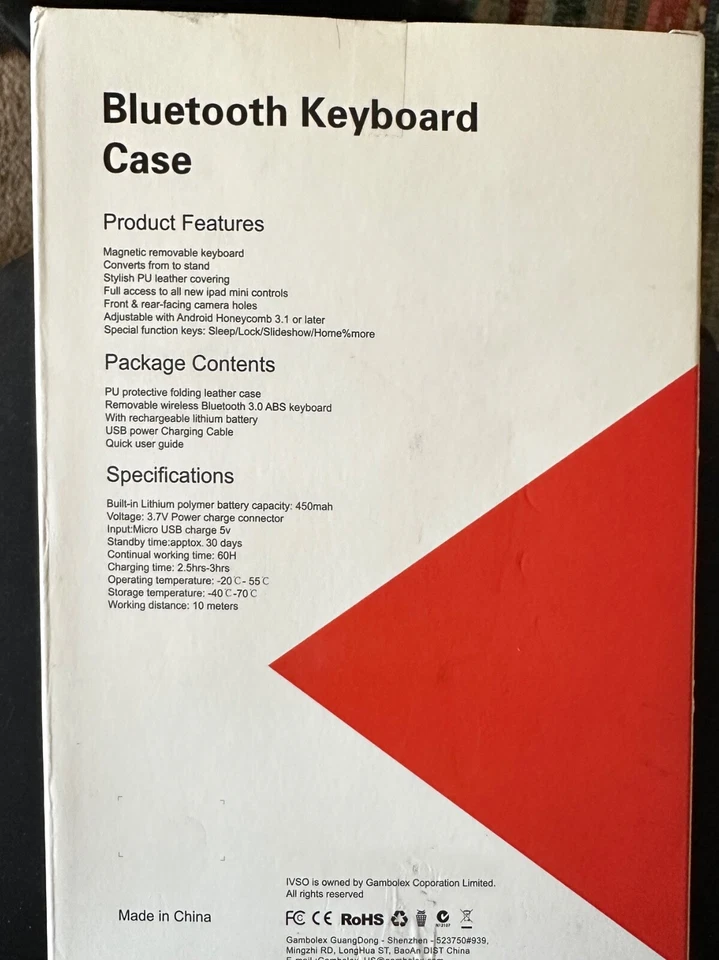 Bluetooth Keyboard
Case
Product Features
Magnetic removable keyboard
Converts from to stand
Stylish PU leather covering
Full access to all new ipad mini controls
Front & rear-facing camera holes
Adjustable with Android Honeycomb 3.1 or later
Special function keys: Sleep/Lock/Slideshow/Home%more
Package Contents
PU protective folding leather case
Removable wireless Bluetooth 3.0 ABS keyboard
With rechargeable lithium battery
USB power Charging Cable
Quick user guide
Specifications
Built-in Lithium polymer battery capacity: 450mah
Voltage: 3.7V Power charge connector
Input:Micro USB charge 5v
Standby time:apptox. 30 days
Continual working time: 60H
Charging time: 2.5hrs-3hrs
Operating temperature: -20℃- 55℃
Storage temperature: -40℃-70℃
Working distance: 10 meters
IVSO is owned by Gambolex Coporation Limited.
All rights reserved
Made in China
FC CE RoHS
Gambolex GuangDong - Shenzhen - 523750#939,
Mingzhi RD, LongHua ST, BaoAn DIST China